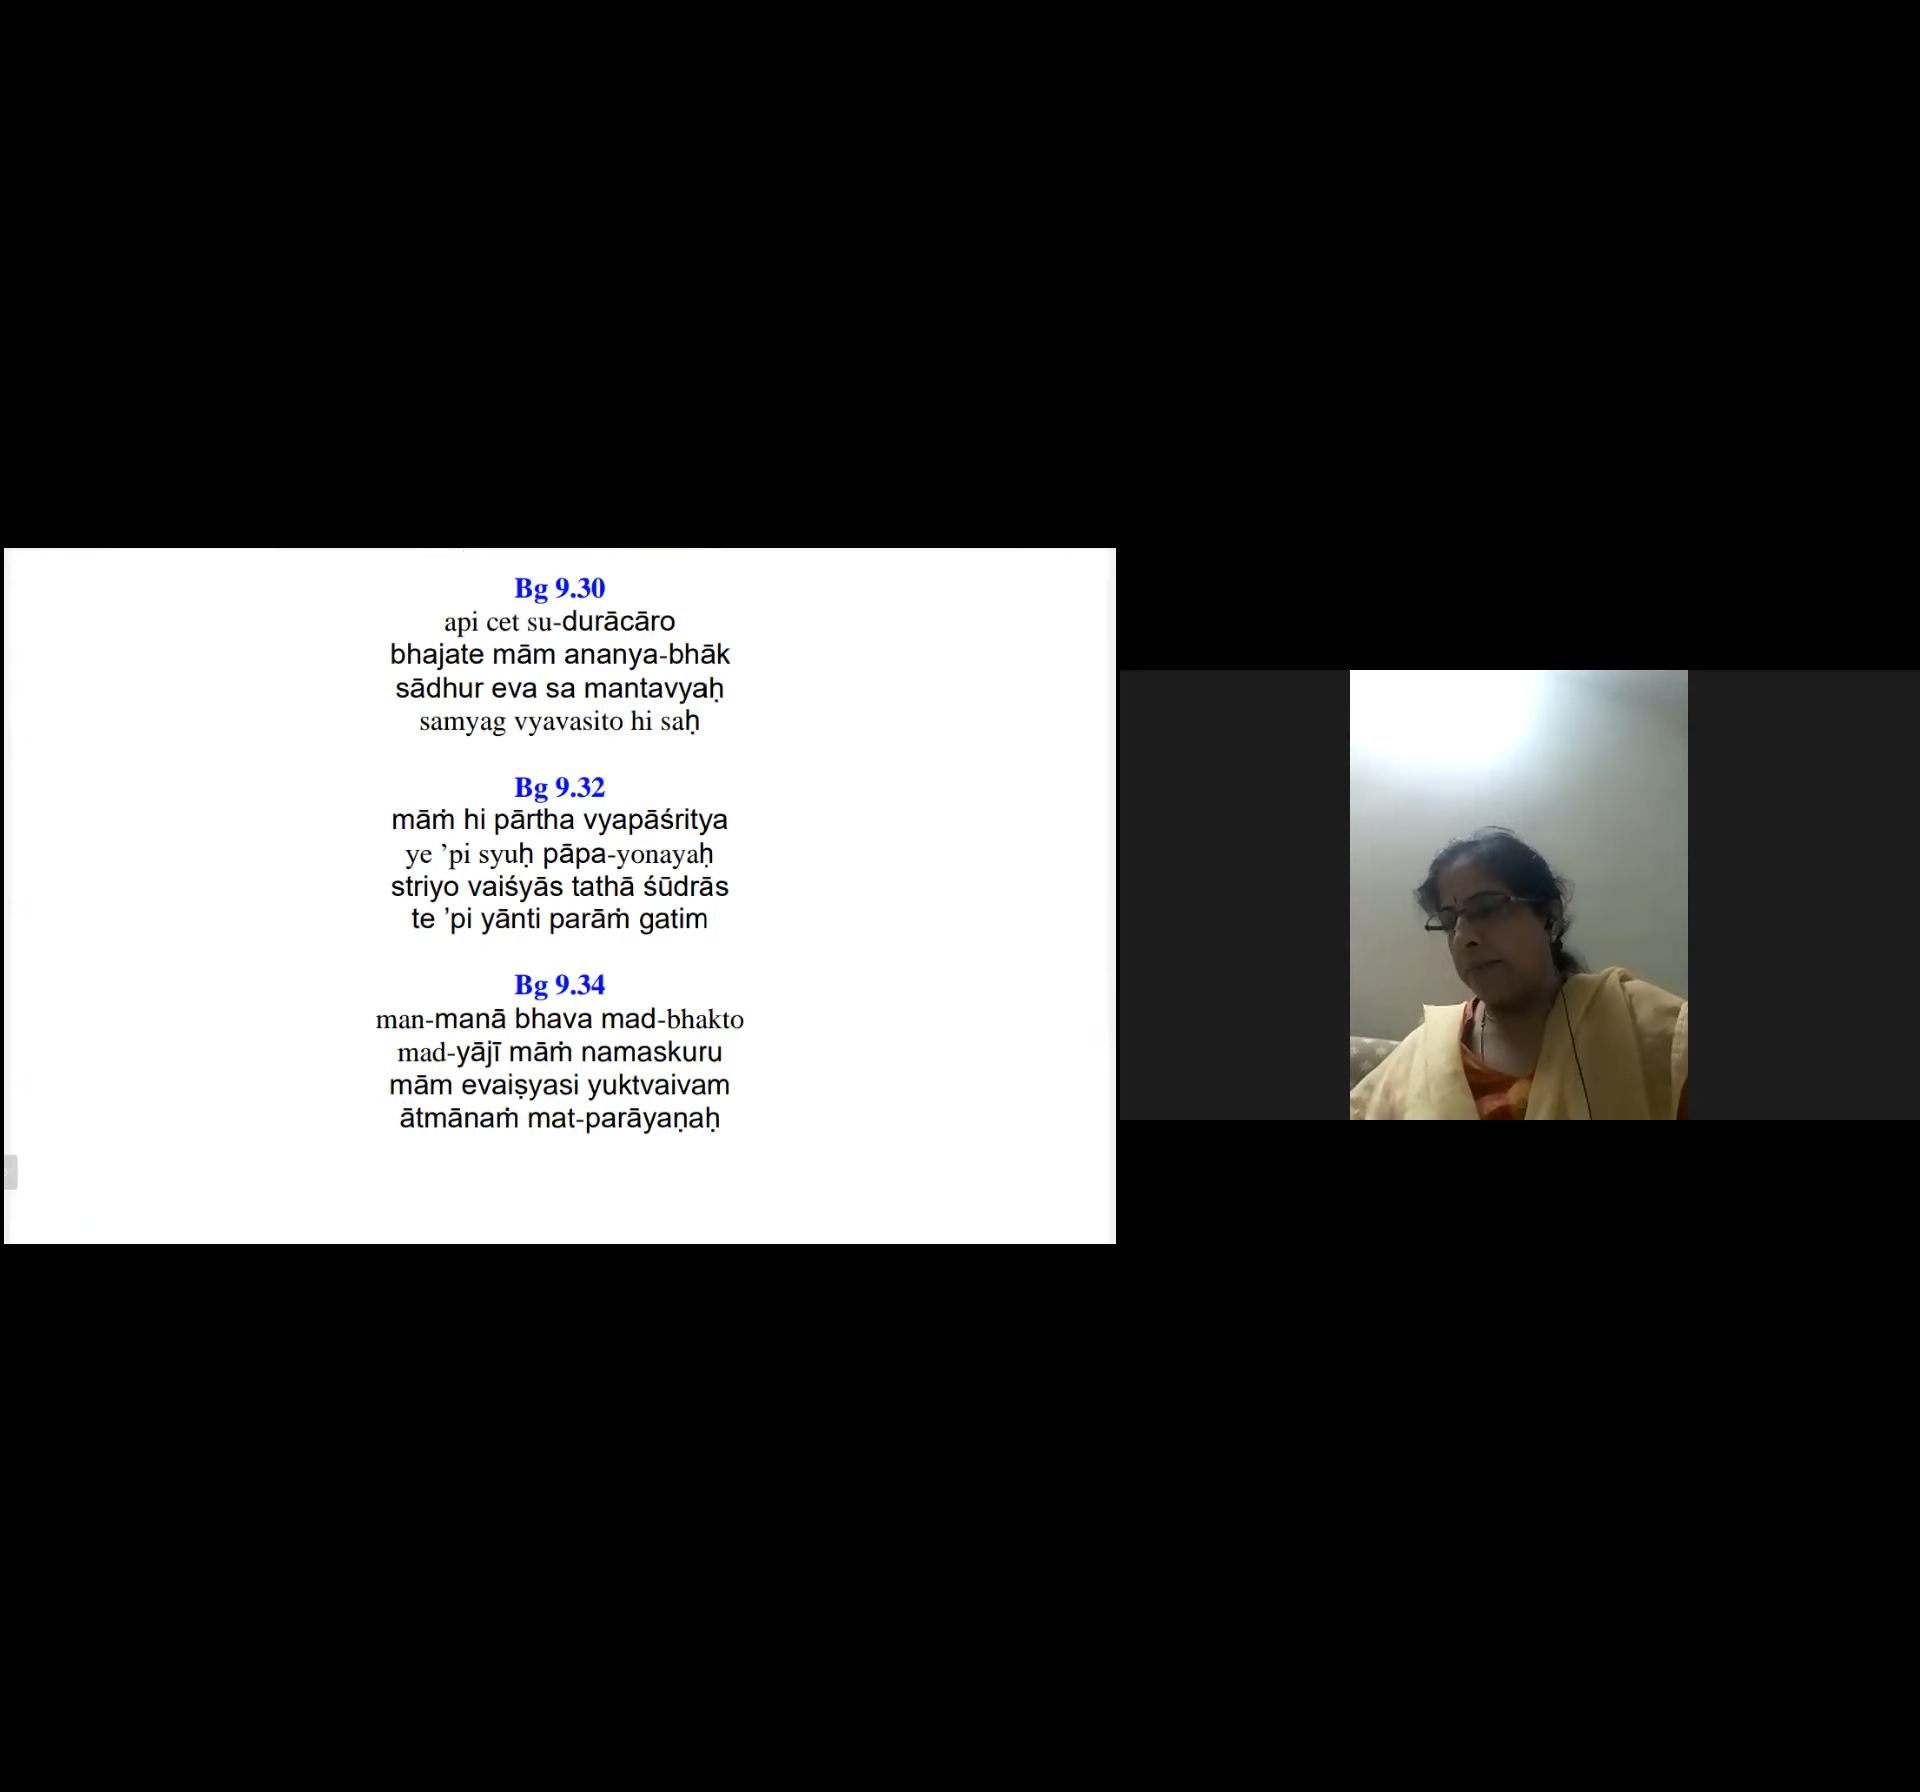 Bg 9.30
api cet su-durācāro
bhajate mām ananya-bhāk
sādhur eva sa mantavyaḥ
samyag vyavasito hi saḥ
Bg 9.32
māṁ hi pārtha vyapāśritya
ye ’pi syuḥ pāpa-yonayaḥ
striyo vaiśyās tathā śūdrās
te ’pi yānti parāṁ gatim
Bg 9.34
man-manā bhava mad-bhakto
mad-yājī māṁ namaskuru
mām evaiṣyasi yuktvaivam
ātmānaṁ mat-parāyaṇaḥ